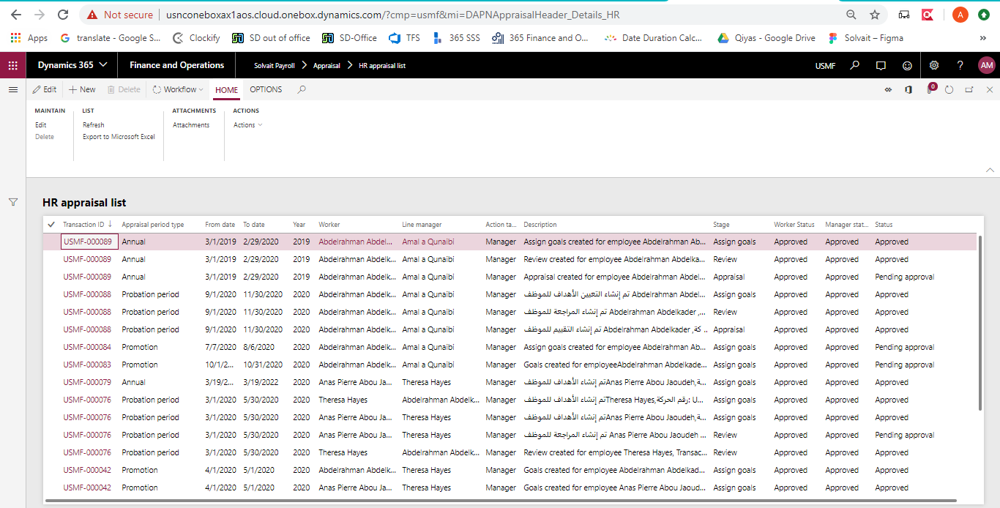 Not secure | usnconeboxax1aos.cloud.onebox.dynamics.com/?cmp=usmf&mi=DAPNAppraisalHeader_Details_HR A
Apps translate - Google S... Clockify SD out of office SD-Office TFS 365 SSS 365 Finance and O... Date Duration Calc... Qiyas - Google Drive Solvait – Figma »
Dynamics 365 Finance and Operations Solvait Payroll > Appraisal > HR appraisal list USMF ? AM
Edit + New Delete Workflow HOME OPTIONS 0
MAINTAIN LIST ATTACHMENTS ACTIONS
Edit Refresh Attachments Actions
Delete Export to Microsoft Excel
HR appraisal list
Transaction ID ↓ Appraisal period type From date To date Year Worker Line manager Action ta... Description Stage Worker Status Manager stat... Status
USMF-000089 Annual 3/1/2019 2/29/2020 2019 Abdelrahman Abdel... Amal a Qunaibi Manager Assign goals created for employee Abdelrahman Ab... Assign goals Approved Approved Approved
USMF-000089 Annual 3/1/2019 2/29/2020 2019 Abdelrahman Abdelk... Amal a Qunaibi Manager Review created for employee Abdelrahman Abdelka... Review Approved Approved Approved
USMF-000089 Annual 3/1/2019 2/29/2020 2019 Abdelrahman Abdelk... Amal a Qunaibi Manager Appraisal created for employee Abdelrahman Abdel... Appraisal Approved Approved Pending approval
USMF-000088 Probation period 9/1/2020 11/30/2020 2020 Abdelrahman Abdelk... Amal a Qunaibi Manager تم إنشاء التعيين الأهداف للموظف Abdelrahman Abdel... Assign goals Approved Approved Approved
USMF-000088 Probation period 9/1/2020 11/30/2020 2020 Abdelrahman Abdelk... Amal a Qunaibi Manager تم إنشاء المراجعة للموظف Abdelrahman Abdelkader ,... Review Approved Approved Approved
USMF-000088 Probation period 9/1/2020 11/30/2020 2020 Abdelrahman Abdelk... Amal a Qunaibi Manager تم إنشاء التقييم للموظف Abdelrahman Abdelkader ,كة ... Appraisal Approved Approved Approved
USMF-000084 Promotion 7/7/2020 8/6/2020 2020 Abdelrahman Abdelk... Amal a Qunaibi Manager Assign goals created for employee Abdelrahman Ab... Assign goals Approved Approved Pending approval
USMF-000083 Promotion 10/1/2... 10/31/2020 2020 Abdelrahman Abdelk... Amal a Qunaibi Manager Goals created for employeeAbdelrahman Abdelkade... Assign goals Approved Approved Pending approval
USMF-000079 Annual 3/19/2... 3/19/2022 2020 Anas Pierre Abou Ja... Theresa Hayes Manager تم إنشاء الأهداف للموظفAnas Pierre Abou Jaoudeh,ة... Assign goals Approved Approved Approved
USMF-000076 Probation period 3/1/2020 5/30/2020 2020 Theresa Hayes Abdelrahman Abdelk... Manager تم إنشاء الأهداف للموظفTheresa Hayes,رقم الحركة: U... Assign goals Approved Approved Approved
USMF-000076 Probation period 3/1/2020 5/30/2020 2020 Anas Pierre Abou Ja... Theresa Hayes Manager تم إنشاء الأهداف للموظفAnas Pierre Abou Jaoudeh,ة... Assign goals Approved Approved Approved
USMF-000076 Probation period 3/1/2020 5/30/2020 2020 Anas Pierre Abou Ja... Theresa Hayes Manager تم إنشاء المراجعة للموظف Anas Pierre Abou Jaoudeh ... Review Approved Approved Pending approval
USMF-000076 Probation period 3/1/2020 5/30/2020 2020 Theresa Hayes Abdelrahman Abdelk... Manager Review created for employee Theresa Hayes, Transac... Review Approved Approved Approved
USMF-000042 Promotion 4/1/2020 5/1/2020 2020 Abdelrahman Abdelk... Theresa Hayes Manager Goals created for employee Abdelrahman Abdelkad... Assign goals Approved Approved Approved
USMF-000042 Promotion 4/1/2020 5/1/2020 2020 Anas Pierre Abou Ja... Theresa Hayes Manager Goals created for employee Anas Pierre Abou Jaoud... Assign goals Approved Approved Approved